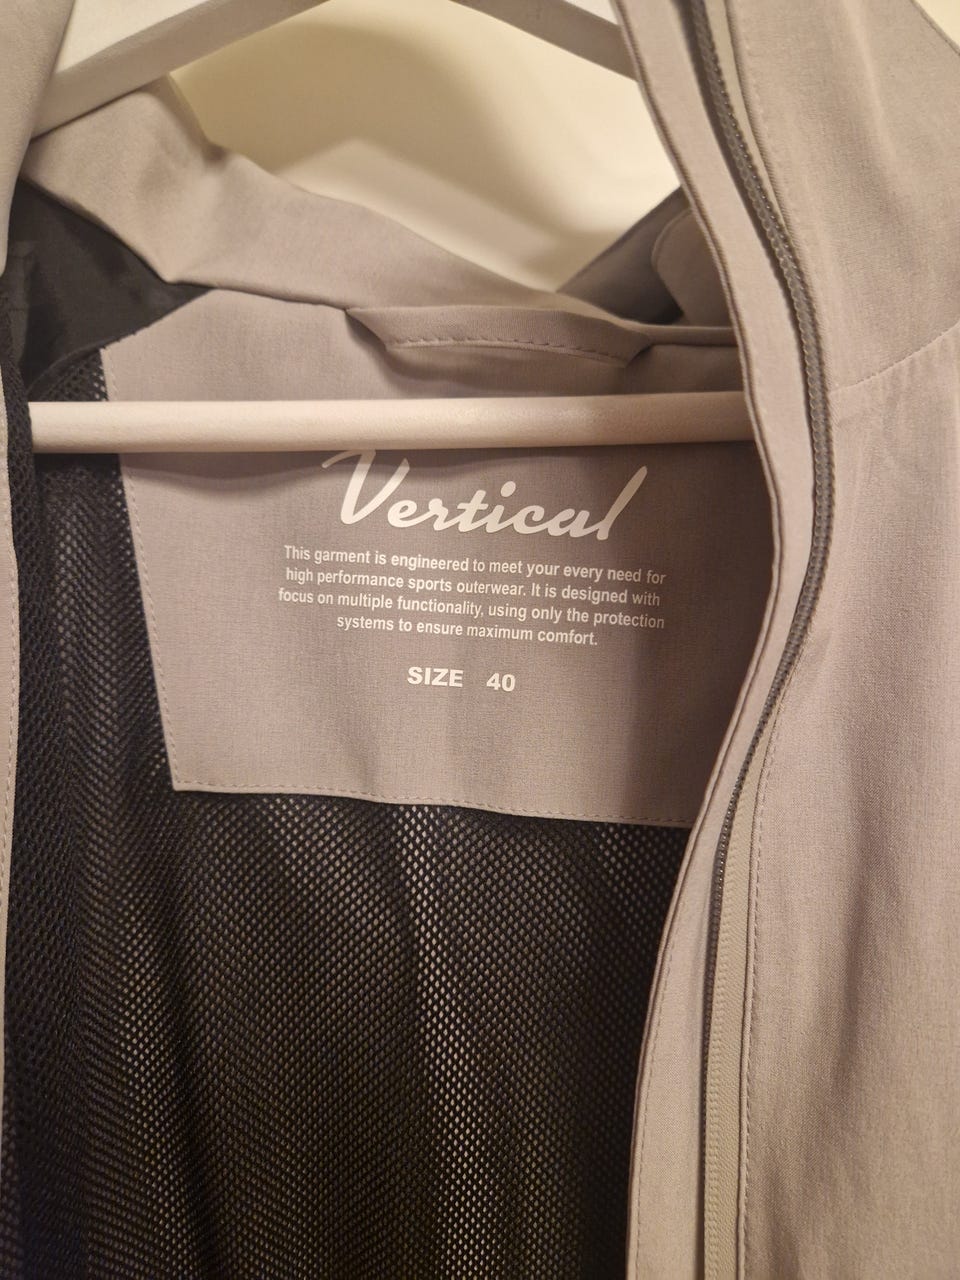 Vertical
This garment is engineered to meet your every need for
high performance sports outerwear. It is designed with
focus on multiple functionality, using only the protection
systems to ensure maximum comfort.
SIZE 40